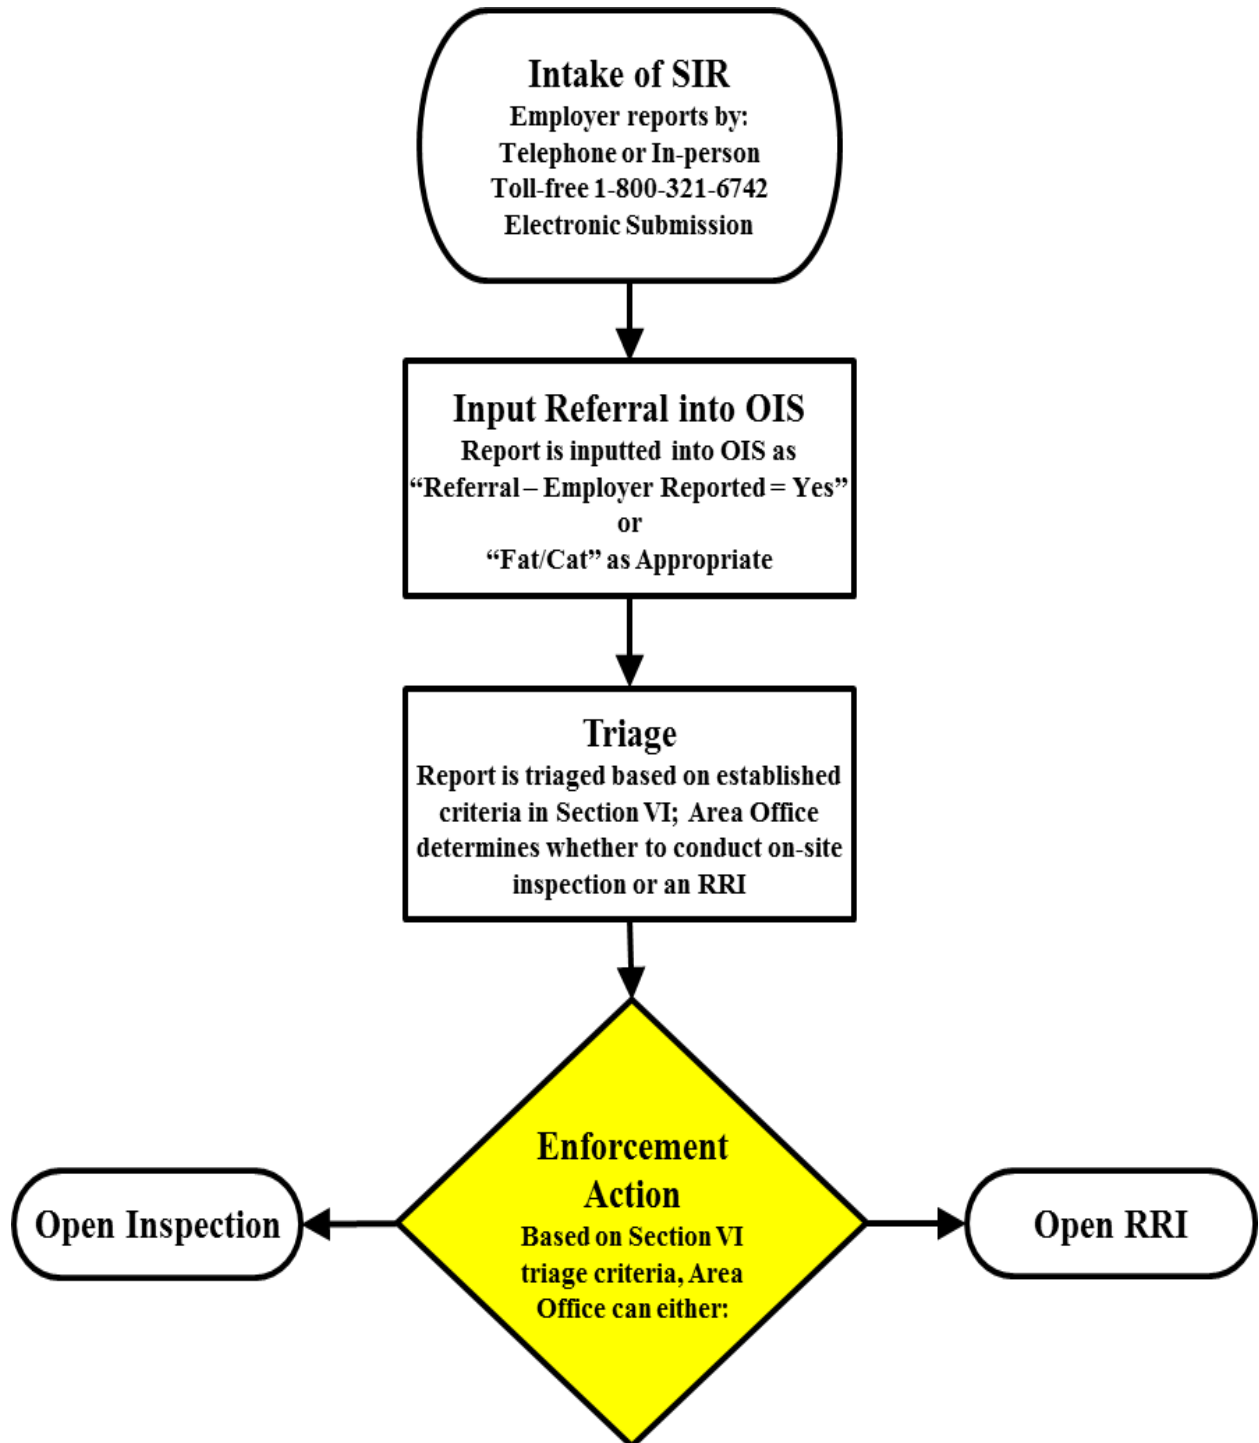 Intake of SIR
Employer reports by:
Telephone or In-person
Toll-free 1-800-321-6742
Electronic Submission
Input Referral into OIS
Report is inputted into OIS as
“Referral – Employer Reported = Yes”
or
“Fat/Cat” as Appropriate
Triage
Report is triaged based on established
criteria in Section VI; Area Office
determines whether to conduct on-site
inspection or an RRI
Enforcement
Action
Based on Section VI
triage criteria, Area
Office can either:
Open Inspection
Open RRI